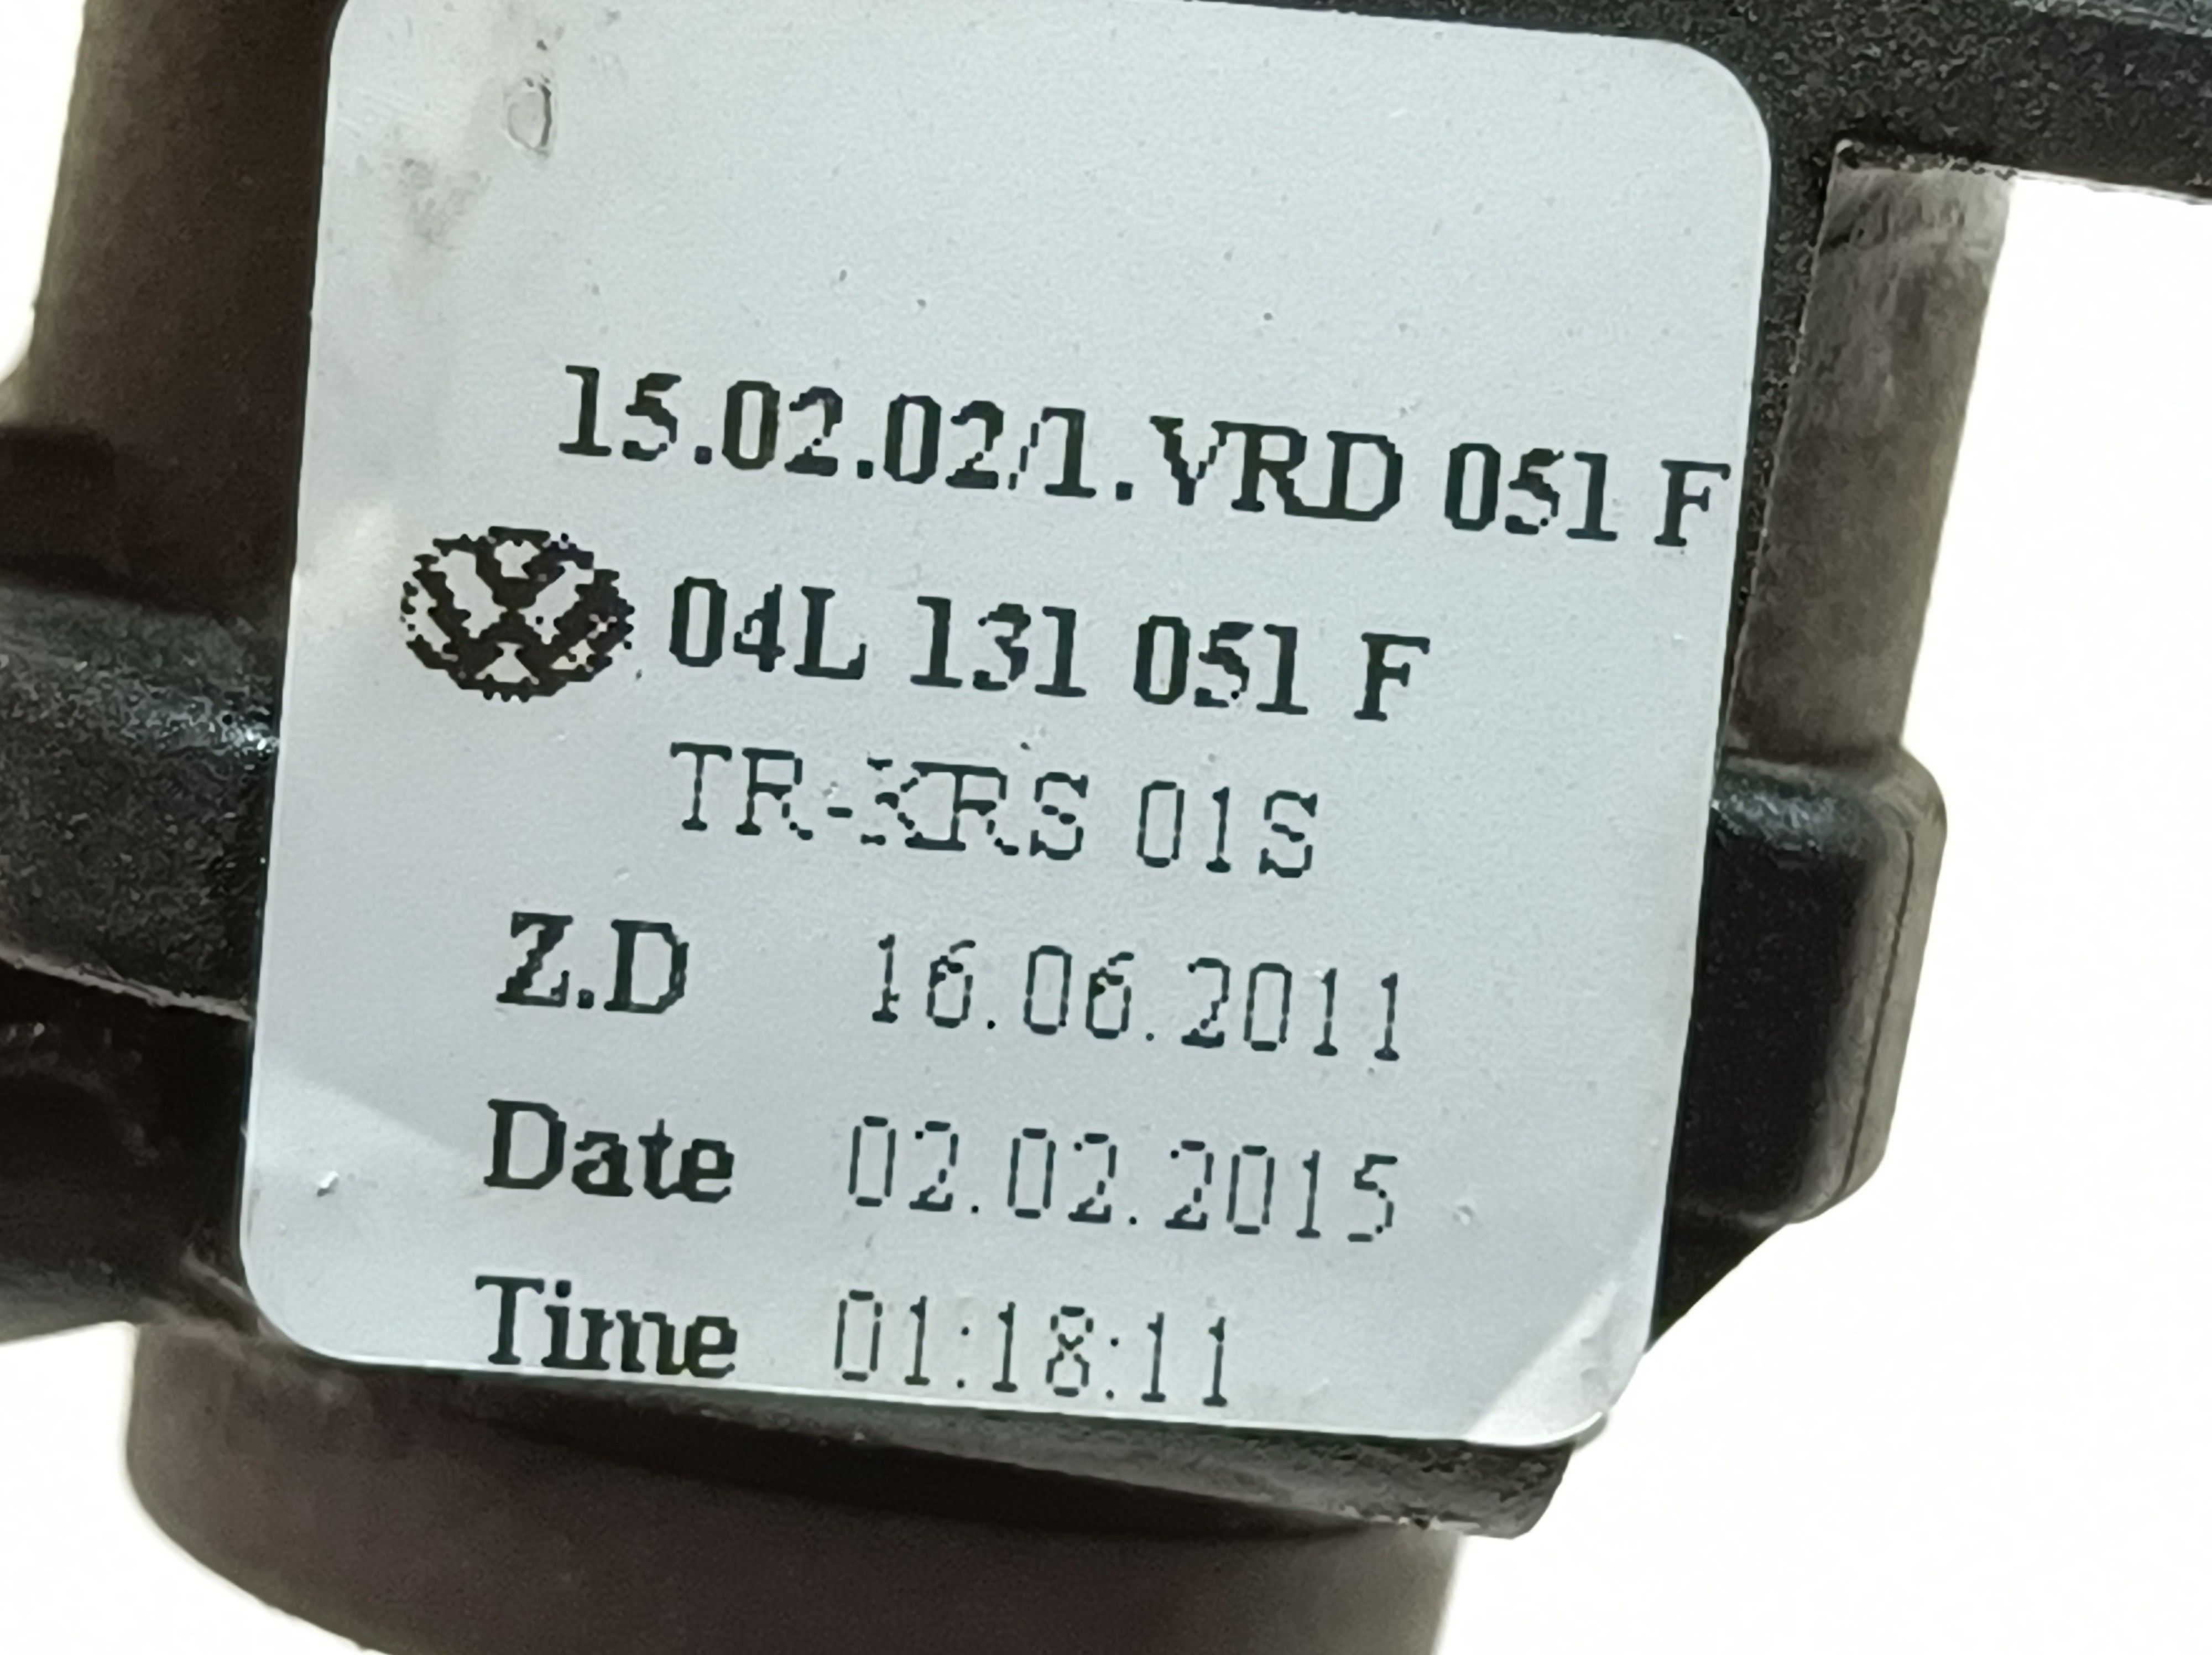 15.02.02/1.VRD 051 F
04L 131 051 F
TR-KRS 01S
Z.D 16.06.2011
Date 02.02.2015
Time 01:18:11